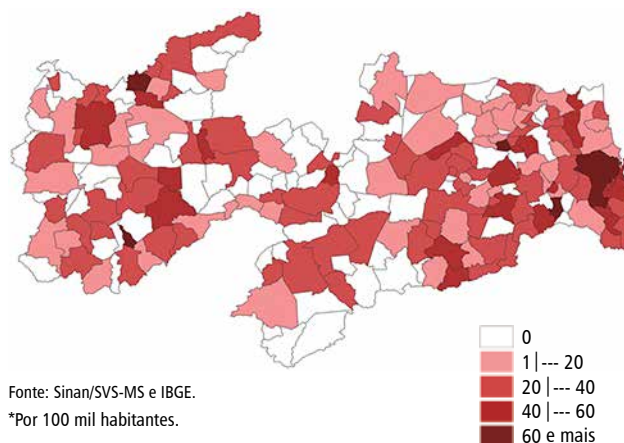 0
1|--- 20
20 |--- 40
40 |--- 60
60 e mais
Fonte: Sinan/SVS-MS e IBGE.
*Por 100 mil habitantes.